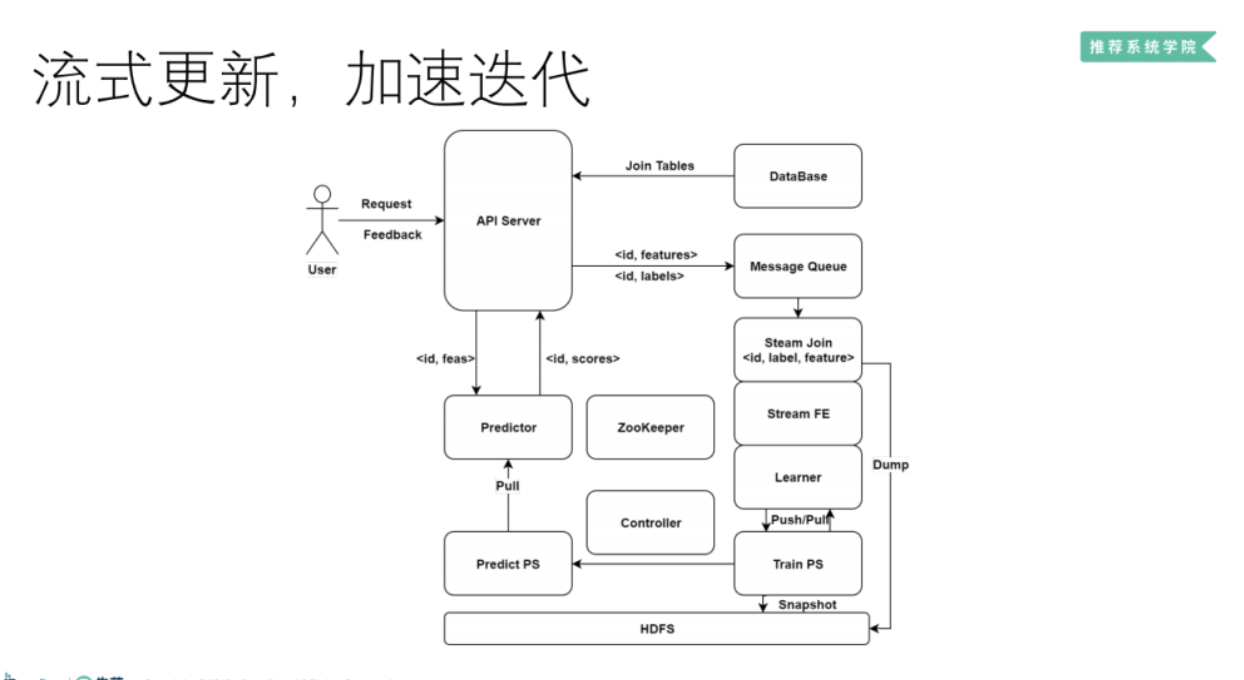 流式更新，加速迭代
推荐系统学院
Join Tables
DataBase
Request
API Server
Feedback
User
<id, features>
Message Queue
<id, labels>
Steam Join
<id, label, feature>
<id, feas>
<id, scores>
Stream FE
Predictor
ZooKeeper
Dump
Learner
Pull
Push/Pull
Controller
Predict PS
Train PS
Snapshot
HDFS